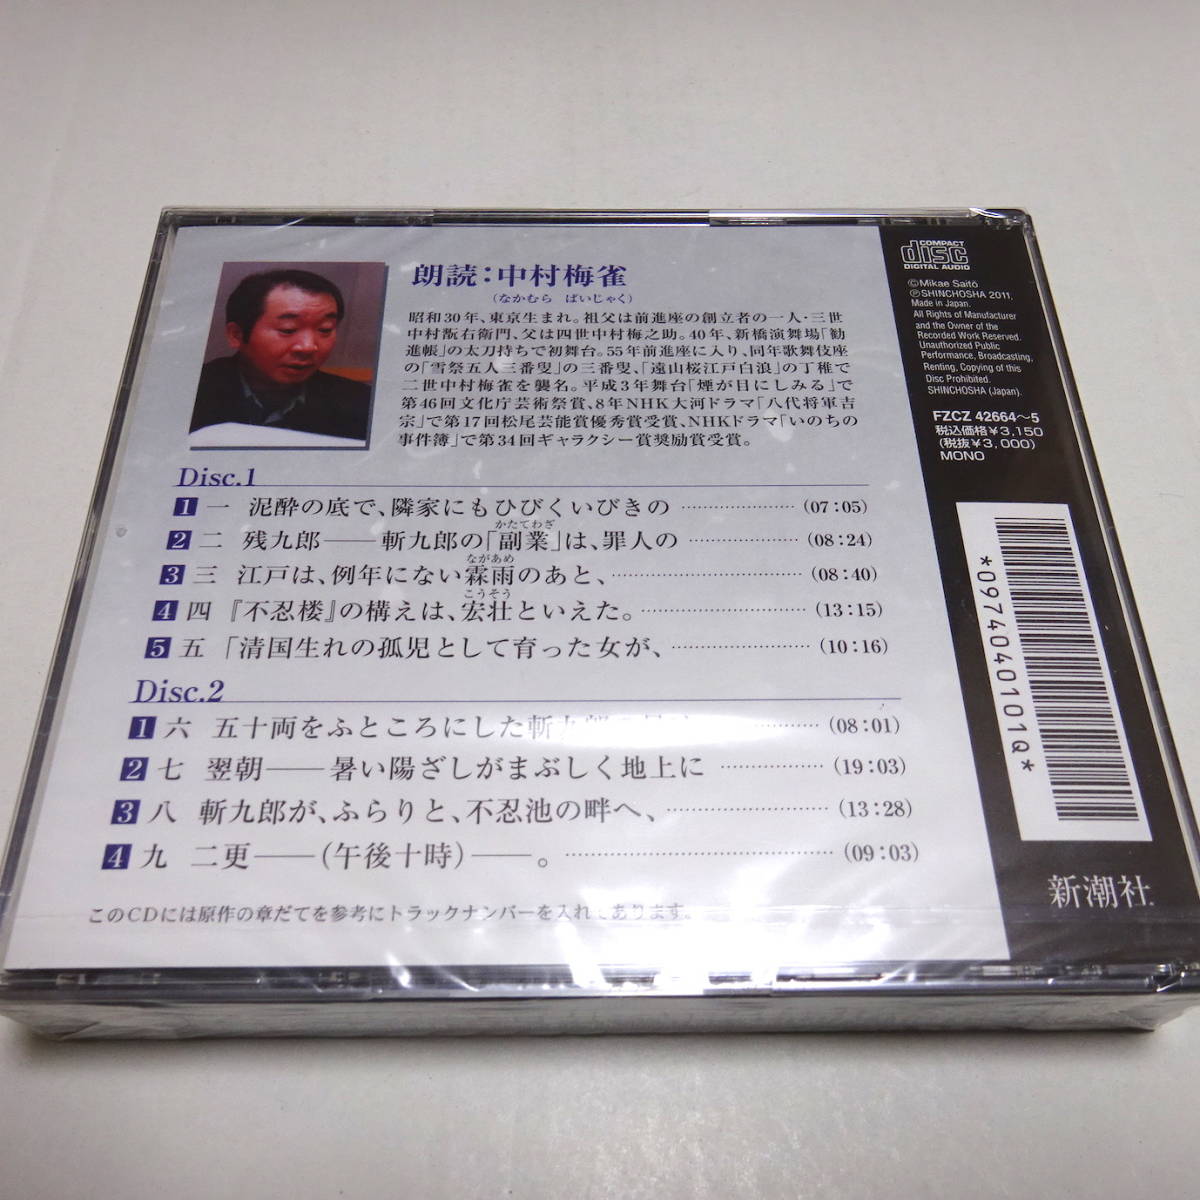 朗読：中村梅雀
（なかむら ばいじゃく）
昭和30年、東京生まれ。祖父は前進座の創立者の一人・三世
中村翫右衛門、父は四世中村梅之助。40年、新橋演舞場「勧
進帳」の太刀持ちで初舞台。55年前進座に入り、同年歌舞伎座
の「雪祭五人三番叟」の三番叟、「遠山桜江戸白浪」の丁稚で
二世中村梅雀を襲名。平成3年舞台「煙が目にしみる」で
第46回文化庁芸術祭賞、8年NHK大河ドラマ「八代将軍吉
宗」で第17回松尾芸能賞優秀賞受賞、NHKドラマ「いのちの
事件簿」で第34回ギャラクシー賞奨励賞受賞。
Disc.1
1 一 泥酔の底で、隣家にもひびくいびきの (07:05)
かたてわざ
2 二 残九郎――斬九郎の「副業」は、罪人の (08:24)
ながあめ
3 三 江戸は、例年にない霖雨のあと、 (08:40)
こうそう
4 四 『不忍楼』の構えは、宏壮といえた。 (13:15)
5 五 「清国生れの孤児として育った女が、 (10:16)
Disc.2
1 六 五十両をふところにした斬九郎 (08:01)
2 七 翌朝――暑い陽ざしがまぶしく地上に (19:03)
3 八 斬九郎が、ふらりと、不忍池の畔へ、 (13:28)
4 九 二更――(午後十時)――。 (09:03)
このCDには原作の章だてを参考にトラックナンバーを入れてあります。
COMPACT
disc
DIGITAL AUDIO
©Mikae Saitô
℗SHINCHOSHA 2011,
Made in Japan.
All Rights of Manufacturer
and the Owner of the
Recorded Work Reserved.
Unauthorized Public
Performance, Broadcasting,
Renting, Copying of this
Disc Prohibited.
SHINCHOSHA (Japan).
FZCZ 42664〜5
税込価格¥3,150
(税抜¥3,000)
MONO
*0974040101Q*
新潮社